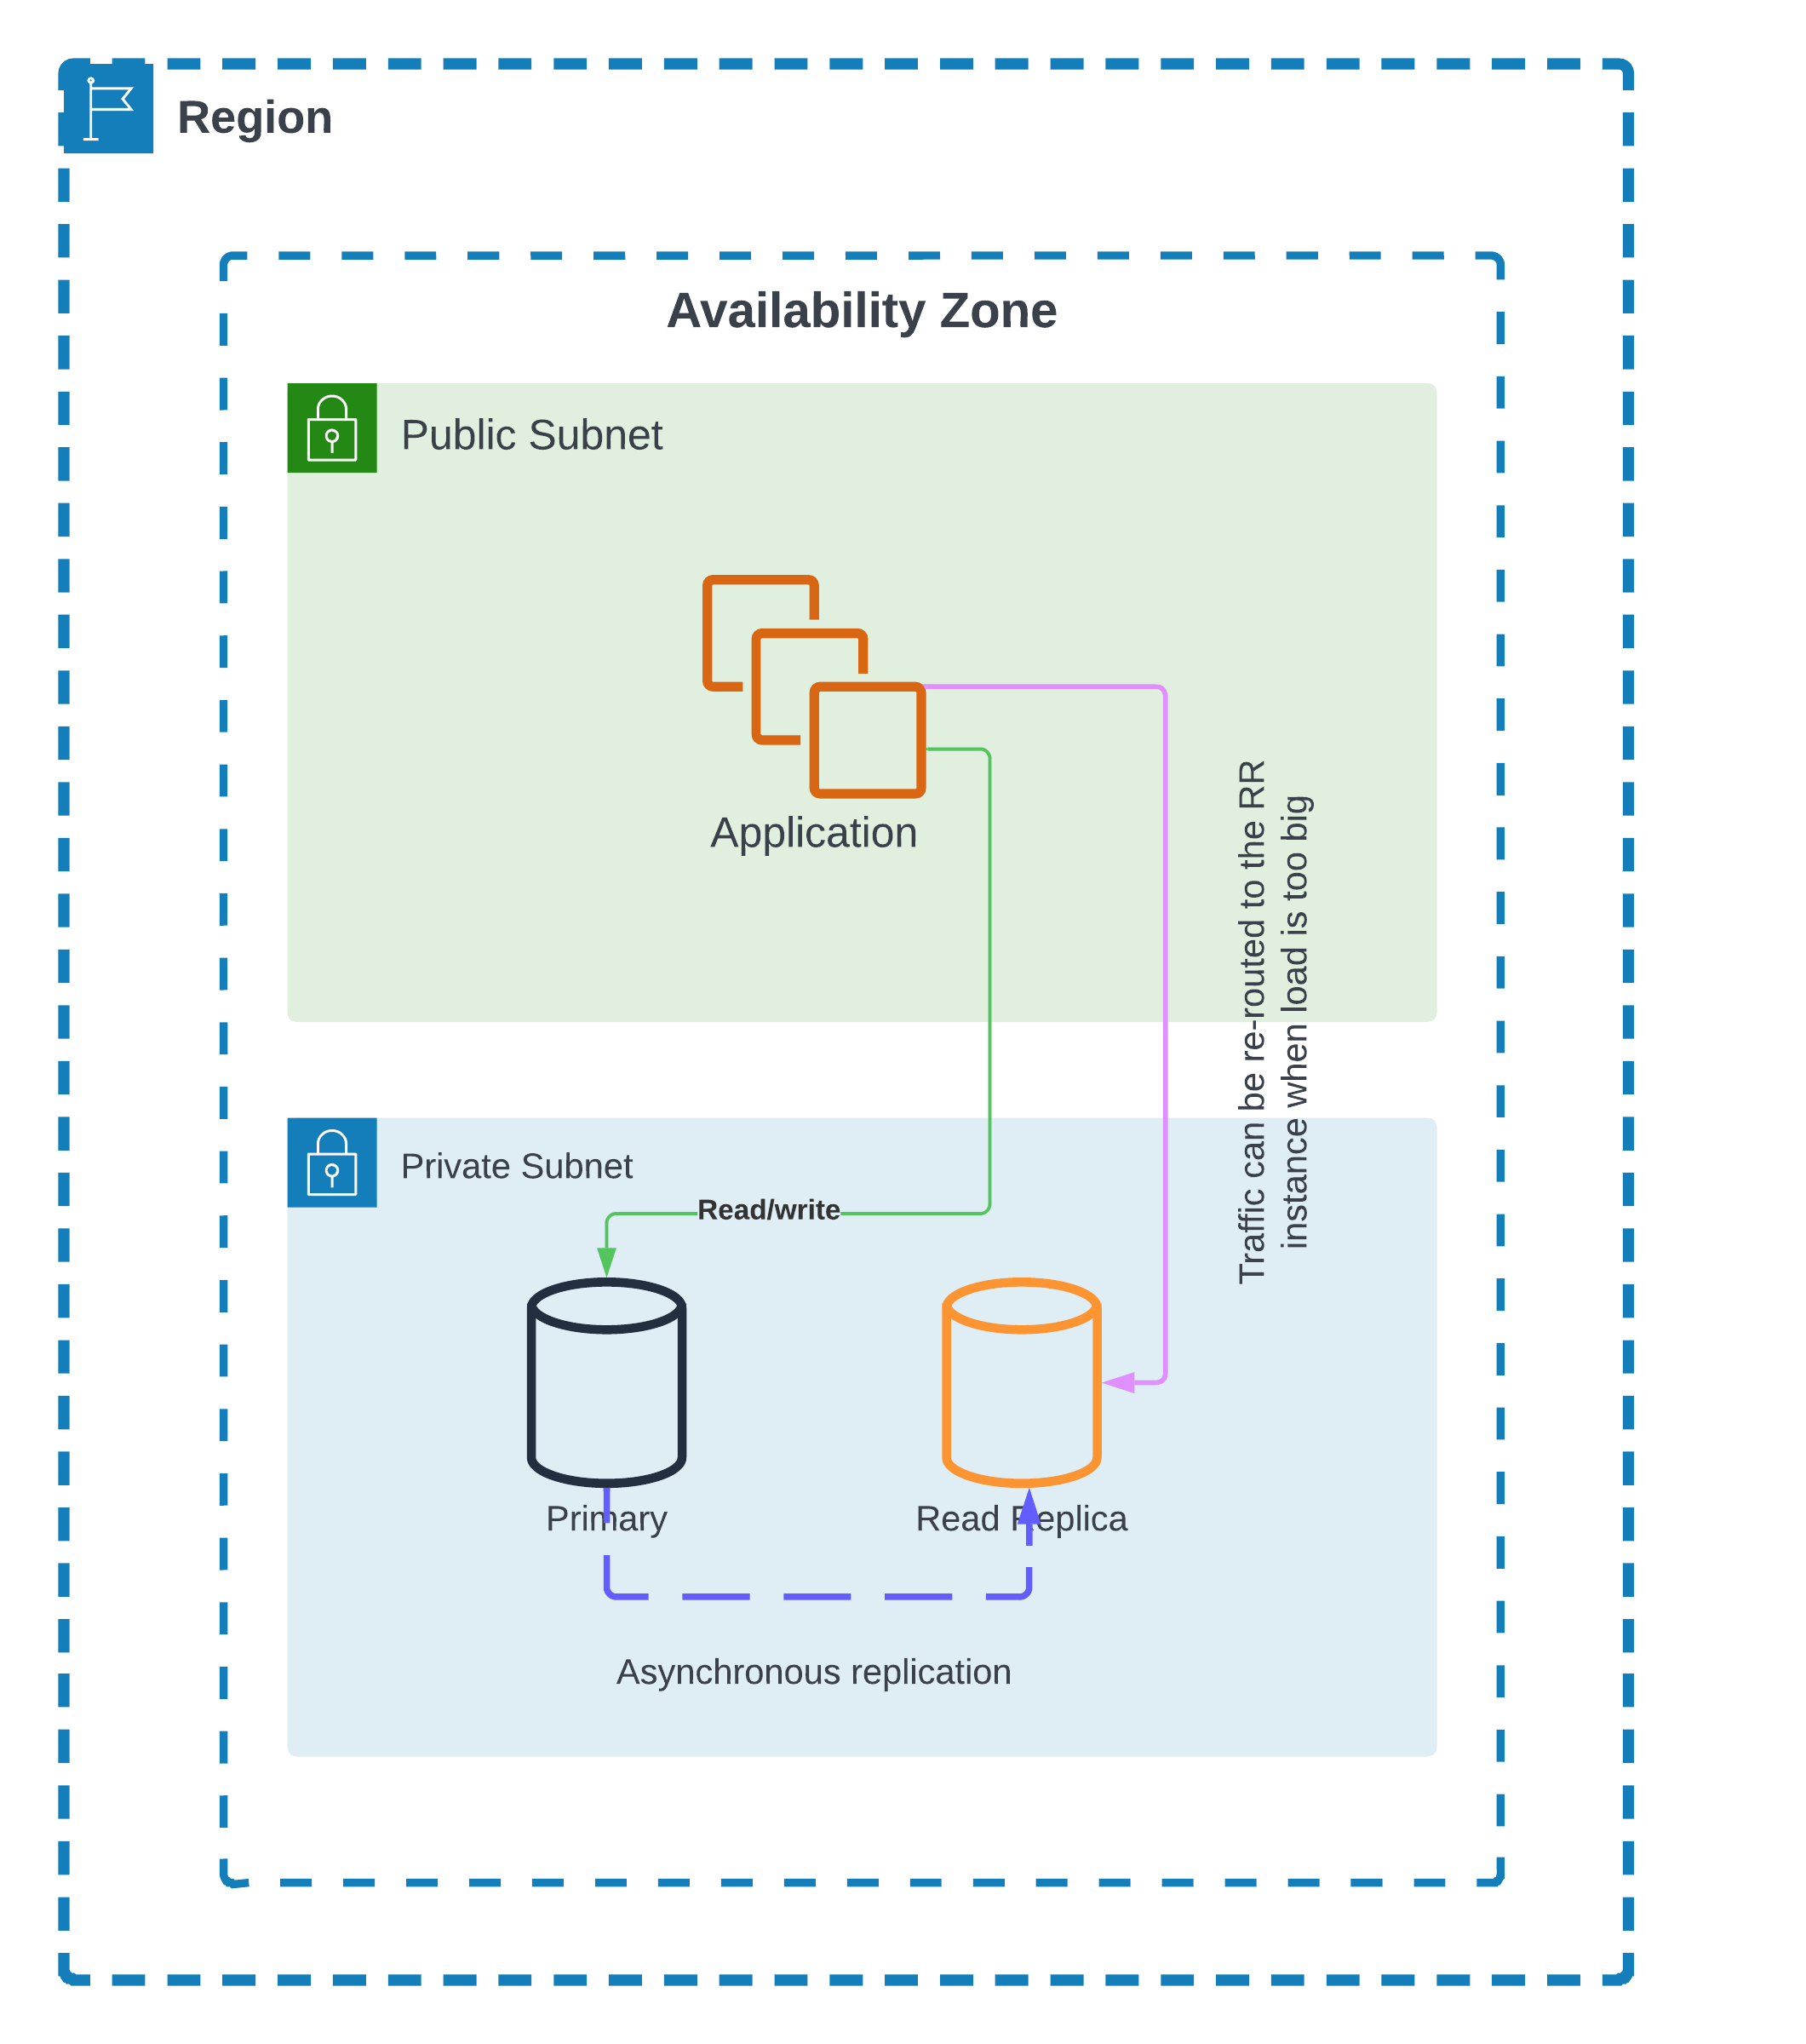 Region
Availability Zone
Public Subnet
Application
Traffic can be re-routed to the RR
instance when load is too big
Private Subnet
Read/write
Primary
Read Replica
Asynchronous replication